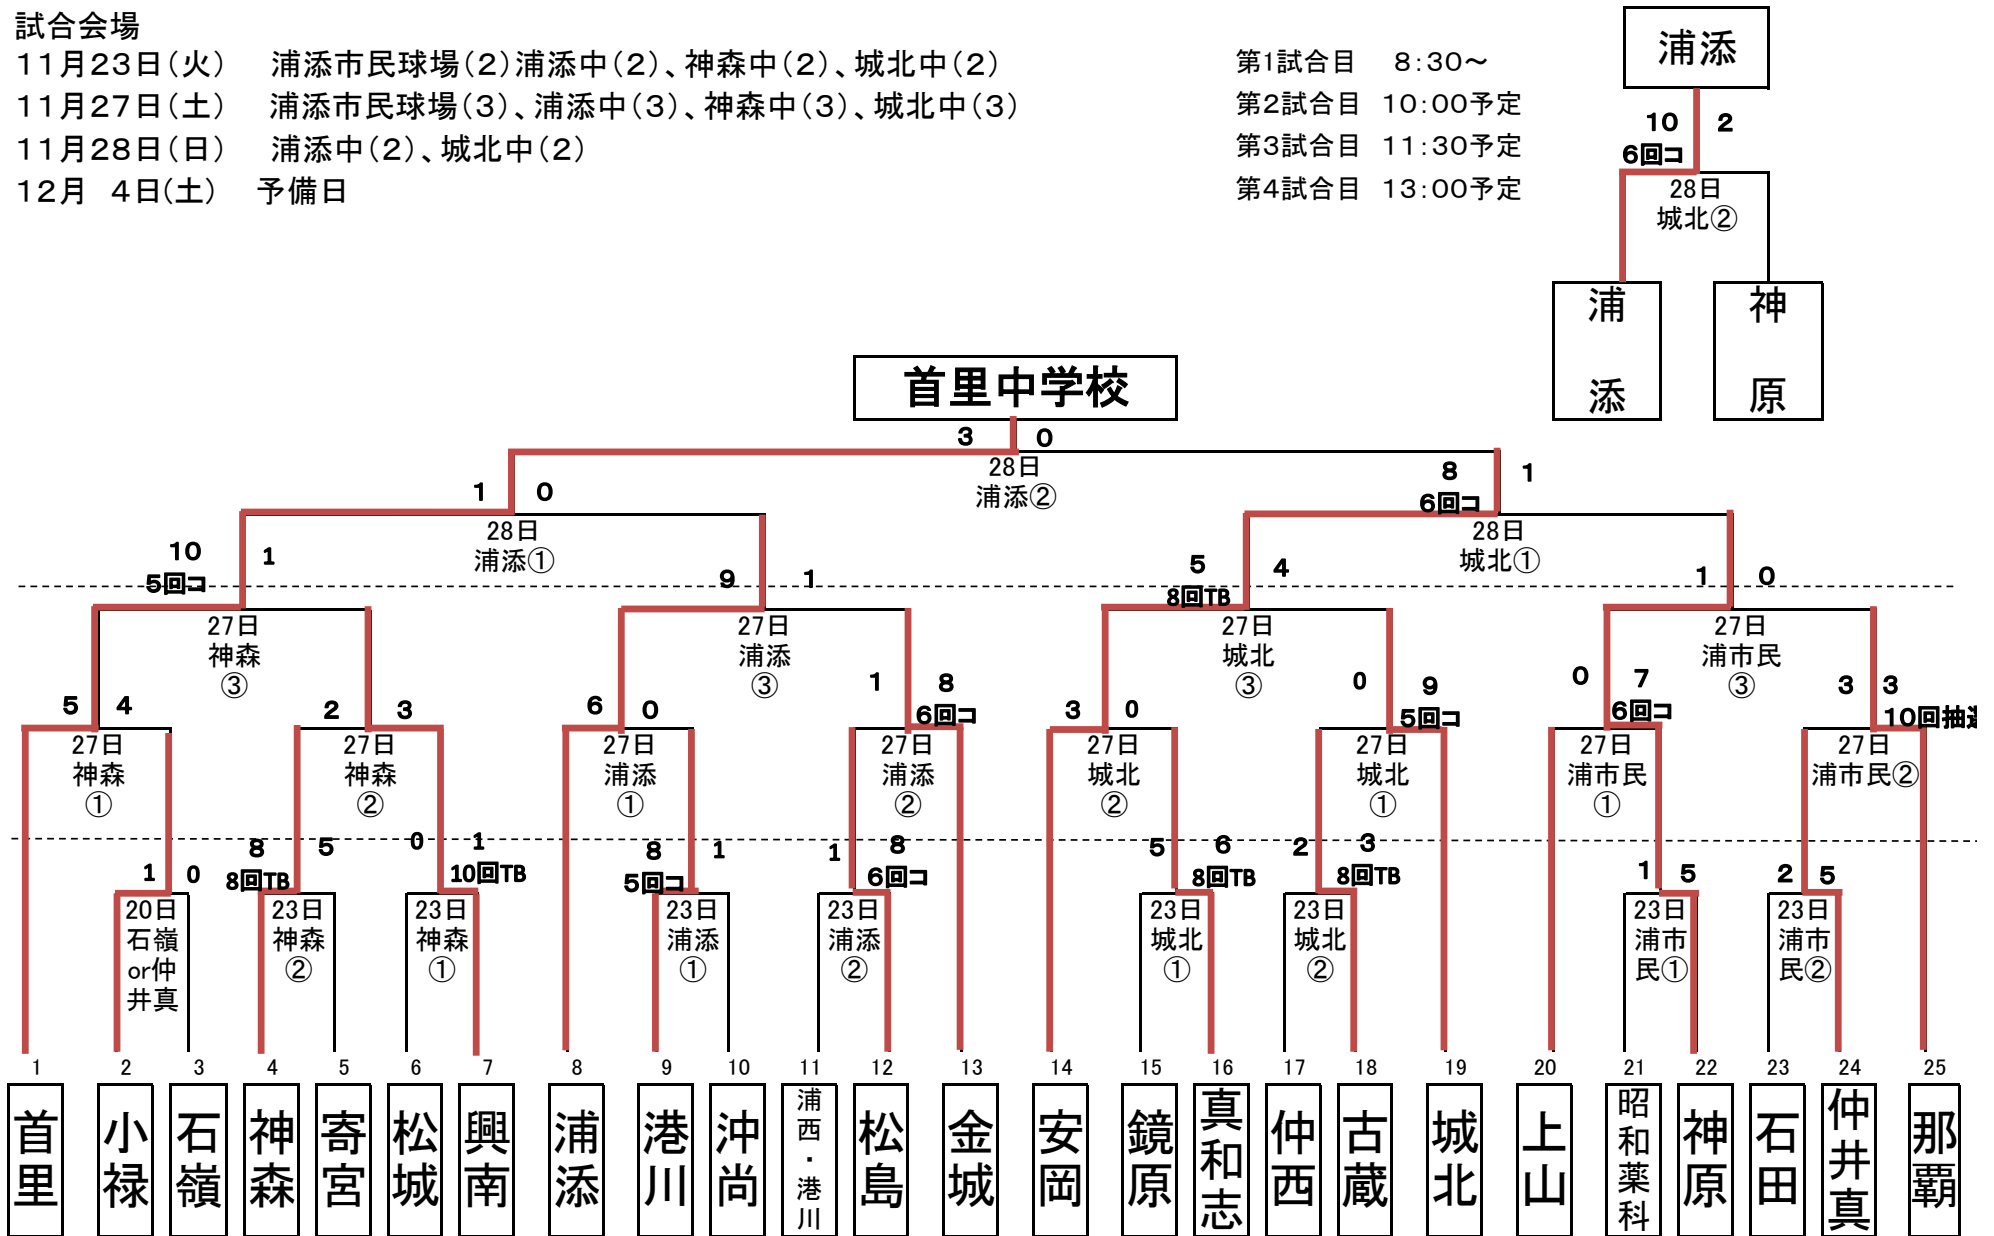 試合会場
11月23日(火)　浦添市民球場(2)浦添中(2)、神森中(2)、城北中(2)
11月27日(土)　浦添市民球場(3)、浦添中(3)、神森中(3)、城北中(3)
11月28日(日)　浦添中(2)、城北中(2)
12月 4日(土)　予備日
第1試合目　8:30～
第2試合目　10:00予定
第3試合目　11:30予定
第4試合目　13:00予定
浦添
10 2
6回コ
28日
城北②
浦添
神原
首里中学校
3 0
28日
浦添②
1 0
28日
浦添①
8 1
6回コ
28日
城北①
10 1
5回コ
27日
神森
③
9 1
27日
浦添
③
5 4
8回TB
27日
城北
③
1 0
27日
浦市民
③
5 4
27日
神森
①
2 3
27日
神森
②
6 0
27日
浦添
①
1 8
6回コ
27日
浦添
②
3 0
27日
城北
②
0 9
5回コ
27日
城北
①
0 7
6回コ
27日
浦市民
①
3 3
10回抽
27日
浦市民②
1 0
20日
石嶺
or仲
井真
8 5
8回TB
23日
神森
②
0 1
10回TB
23日
神森
①
8 1
5回コ
23日
浦添
①
1 8
6回コ
23日
浦添
②
5 6
8回TB
23日
城北
①
2 3
8回TB
23日
城北
②
1 5
23日
浦市
民①
2 5
23日
浦市
民②
1 2 3 4 5 6 7 8 9 10 11 12 13 14 15 16 17 18 19 20 21 22 23 24 25
首里
小禄
石嶺
神森
寄宮
松城
興南
浦添
港川
沖尚
浦西・港川
松島
金城
安岡
鏡原
真和志
仲西
古蔵
城北
上山
昭和薬科
神原
石田
仲井真
那覇